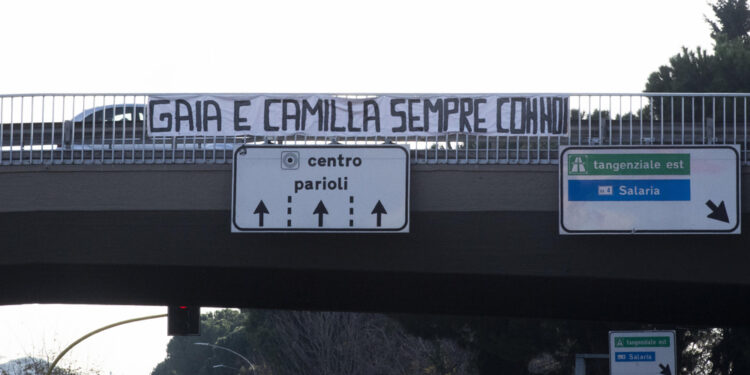 GAIA E CAMILLA SEMPRE CON NOI
centro
parioli
tangenziale est
Salaria
tangenziale est
Salaria